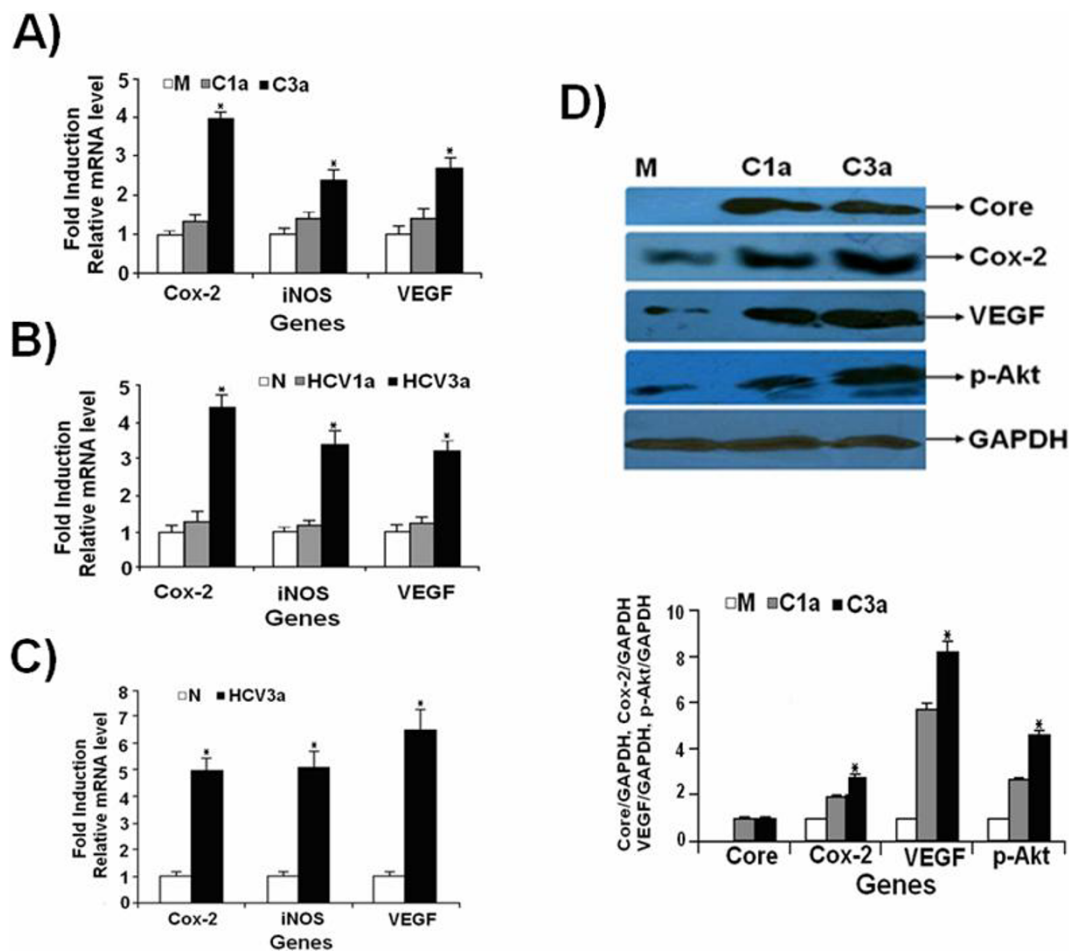 A)
M C1a C3a
Fold Induction
Relative mRNA level
5
4
3
2
1
0
* * *
Cox-2 iNOS VEGF
Genes
B)
N HCV1a HCV3a
Fold Induction
Relative mRNA level
5
4
3
2
1
0
* * *
Cox-2 iNOS VEGF
Genes
C)
N HCV3a
Fold Induction
Relative mRNA level
8
7
6
5
4
3
2
1
0
* * *
Cox-2 iNOS VEGF
Genes
D)
M C1a C3a
Core
Cox-2
VEGF
p-Akt
GAPDH
M C1a C3a
Core/GAPDH, Cox-2/GAPDH
VEGF/GAPDH, p-Akt/GAPDH
10
8
6
4
2
0
* * *
Core Cox-2 VEGF p-Akt
Genes